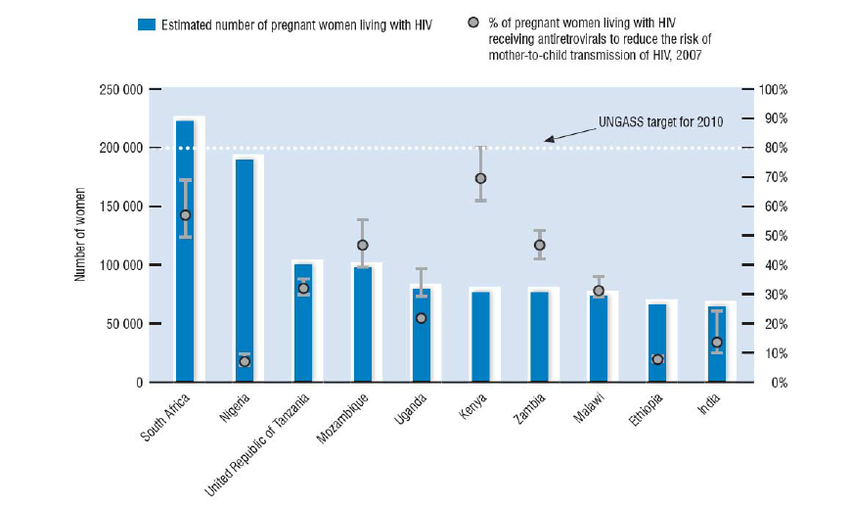 Estimated number of pregnant women living with HIV
% of pregnant women living with HIV
receiving antiretrovirals to reduce the risk of
mother-to-child transmission of HIV, 2007
250 000
200 000
150 000
100 000
50 000
0
Number of women
100%
90%
80%
70%
60%
50%
40%
30%
20%
10%
0%
UNGASS target for 2010
South Africa
Nigeria
United Republic of Tanzania
Mozambique
Uganda
Kenya
Zambia
Malawi
Ethiopia
India